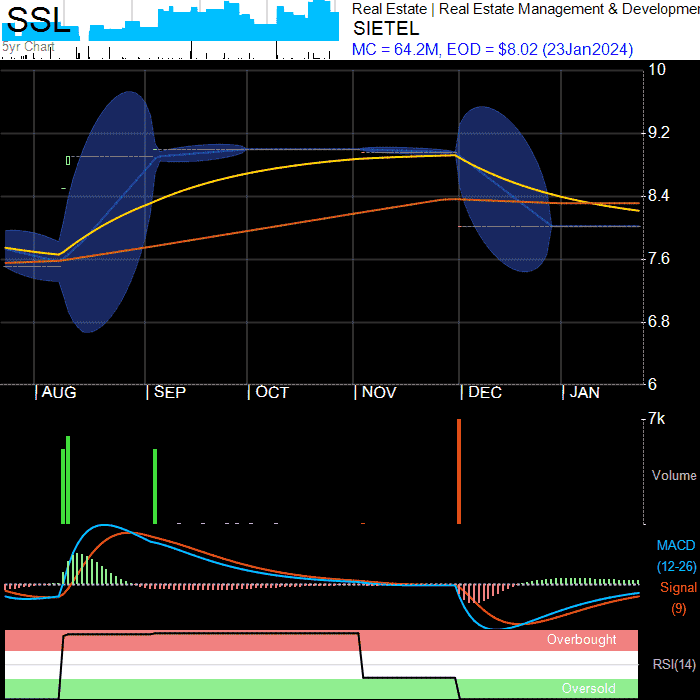 SSL
5yr Chart
Real Estate | Real Estate Management & Developmen
SIETEL
MC = 64.2M, EOD = $8.02 (23Jan2024)
10
9.2
8.4
7.6
6.8
6
| AUG | SEP | OCT | NOV | DEC | JAN
7k
Volume
MACD
(12-26)
Signal
(9)
Overbought
RSI(14)
Oversold